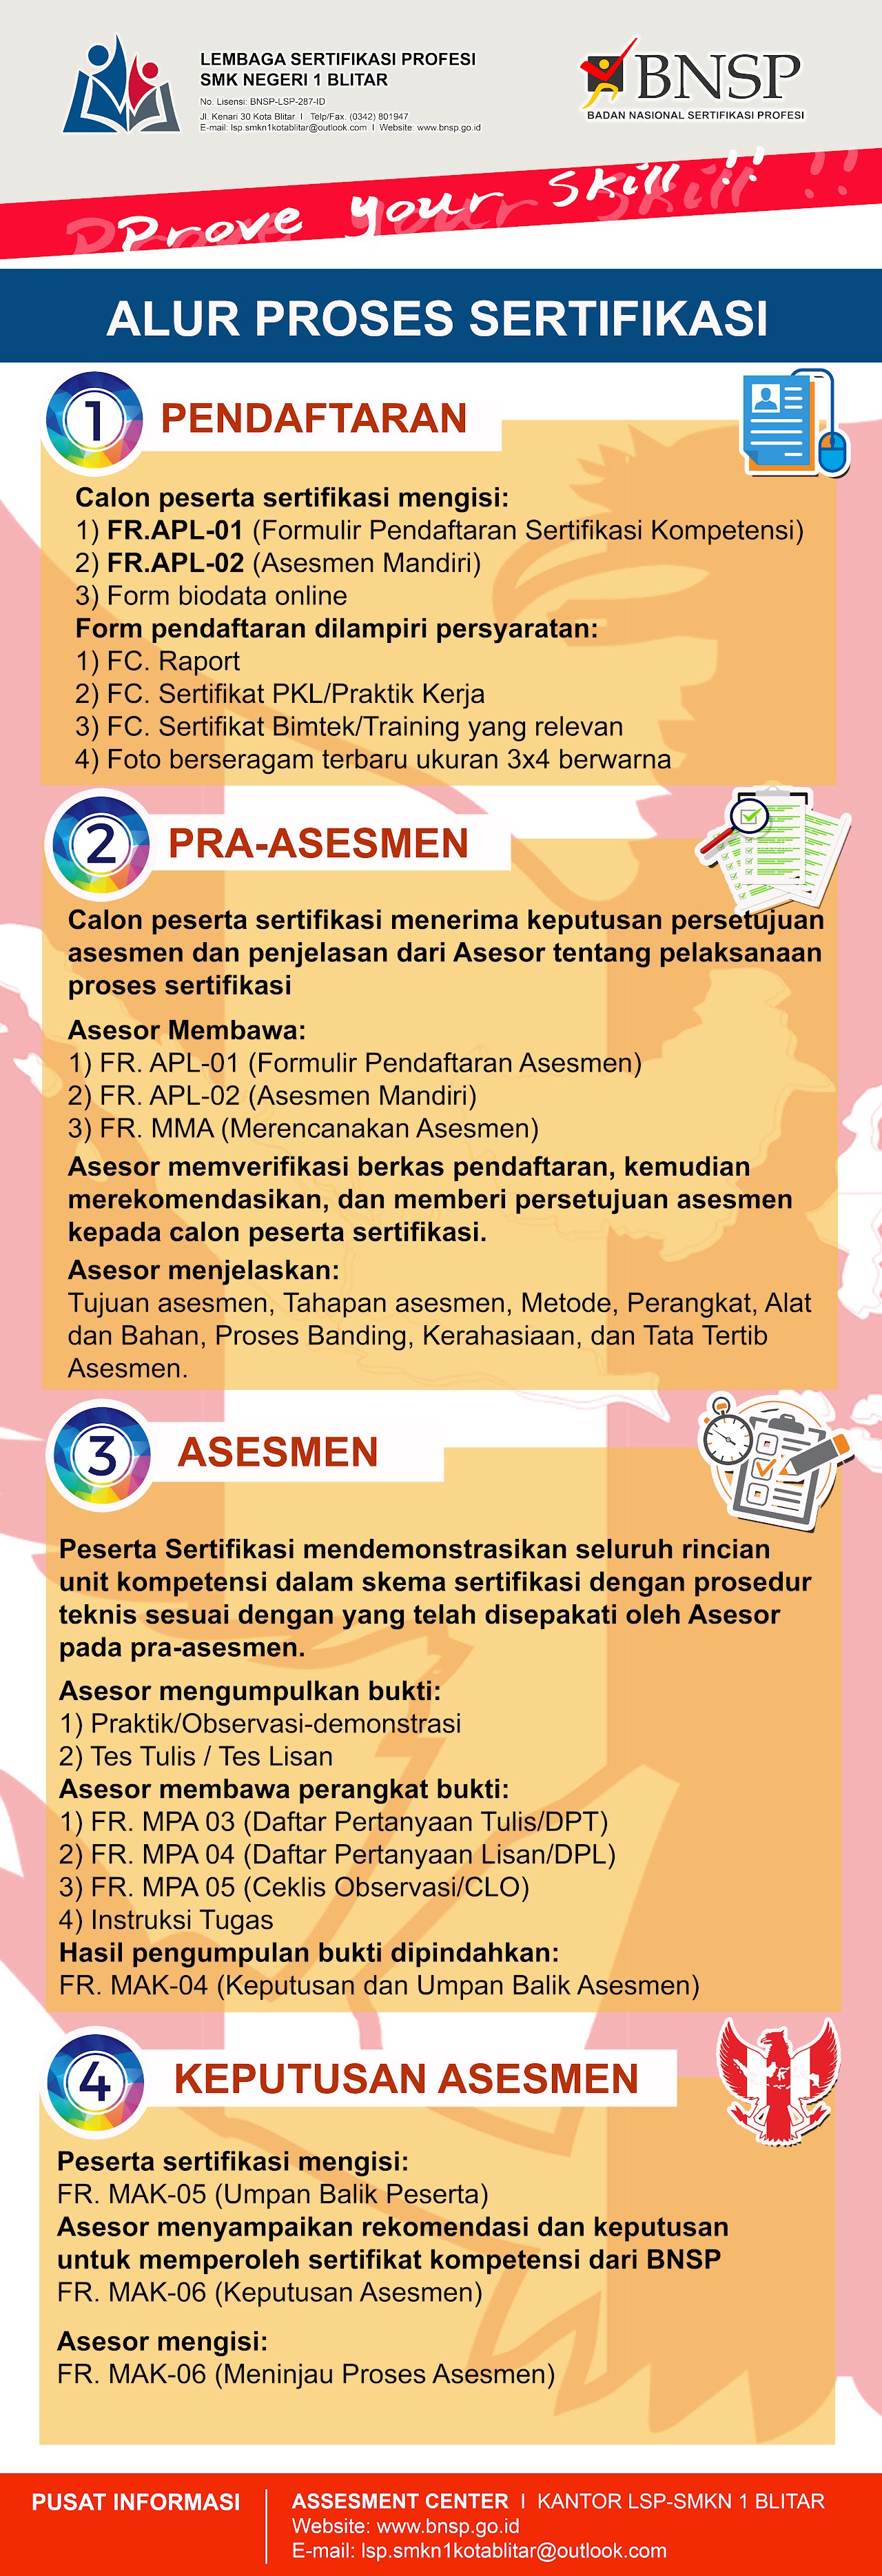 LEMBAGA SERTIFIKASI PROFESI
SMK NEGERI 1 BLITAR
No. Lisensi: BNSP-LSP-287-ID
Jl. Kenari 30 Kota Blitar I Telp/Fax. (0342) 801947
E-mail: lsp.smkn1kotablitar@outlook.com I Website: www.bnsp.go.id
BNSP
BADAN NASIONAL SERTIFIKASI PROFESI
Prove your Skill !!
ALUR PROSES SERTIFIKASI
1 PENDAFTARAN
Calon peserta sertifikasi mengisi:
1) FR.APL-01 (Formulir Pendaftaran Sertifikasi Kompetensi)
2) FR.APL-02 (Asesmen Mandiri)
3) Form biodata online
Form pendaftaran dilampiri persyaratan:
1) FC. Raport
2) FC. Sertifikat PKL/Praktik Kerja
3) FC. Sertifikat Bimtek/Training yang relevan
4) Foto berseragam terbaru ukuran 3x4 berwarna
2 PRA-ASESMEN
Calon peserta sertifikasi menerima keputusan persetujuan
asesmen dan penjelasan dari Asesor tentang pelaksanaan
proses sertifikasi
Asesor Membawa:
1) FR. APL-01 (Formulir Pendaftaran Asesmen)
2) FR. APL-02 (Asesmen Mandiri)
3) FR. MMA (Merencanakan Asesmen)
Asesor memverifikasi berkas pendaftaran, kemudian
merekomendasikan, dan memberi persetujuan asesmen
kepada calon peserta sertifikasi.
Asesor menjelaskan:
Tujuan asesmen, Tahapan asesmen, Metode, Perangkat, Alat
dan Bahan, Proses Banding, Kerahasiaan, dan Tata Tertib
Asesmen.
3 ASESMEN
Peserta Sertifikasi mendemonstrasikan seluruh rincian
unit kompetensi dalam skema sertifikasi dengan prosedur
teknis sesuai dengan yang telah disepakati oleh Asesor
pada pra-asesmen.
Asesor mengumpulkan bukti:
1) Praktik/Observasi-demonstrasi
2) Tes Tulis / Tes Lisan
Asesor membawa perangkat bukti:
1) FR. MPA 03 (Daftar Pertanyaan Tulis/DPT)
2) FR. MPA 04 (Daftar Pertanyaan Lisan/DPL)
3) FR. MPA 05 (Ceklis Observasi/CLO)
4) Instruksi Tugas
Hasil pengumpulan bukti dipindahkan:
FR. MAK-04 (Keputusan dan Umpan Balik Asesmen)
4 KEPUTUSAN ASESMEN
Peserta sertifikasi mengisi:
FR. MAK-05 (Umpan Balik Peserta)
Asesor menyampaikan rekomendasi dan keputusan
untuk memperoleh sertifikat kompetensi dari BNSP
FR. MAK-06 (Keputusan Asesmen)
Asesor mengisi:
FR. MAK-06 (Meninjau Proses Asesmen)
PUSAT INFORMASI
ASSESMENT CENTER I KANTOR LSP-SMKN 1 BLITAR
Website: www.bnsp.go.id
E-mail: lsp.smkn1kotablitar@outlook.com